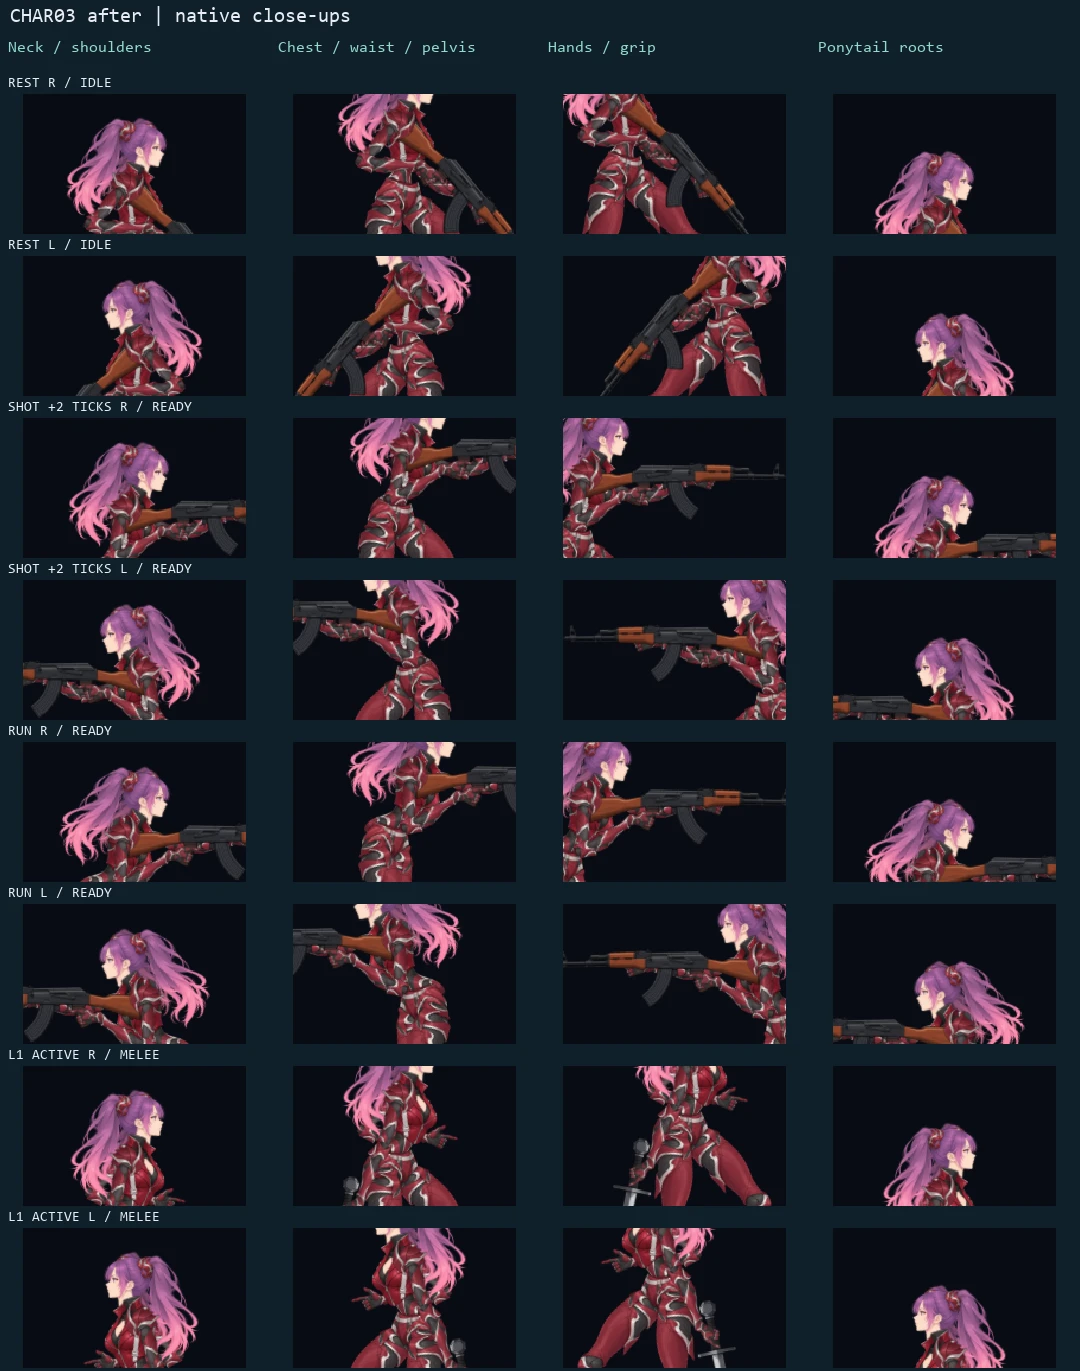 CHAR03 after | native close-ups
Neck / shoulders
Chest / waist / pelvis
Hands / grip
Ponytail roots
REST R / IDLE
REST L / IDLE
SHOT +2 TICKS R / READY
SHOT +2 TICKS L / READY
RUN R / READY
RUN L / READY
L1 ACTIVE R / MELEE
L1 ACTIVE L / MELEE